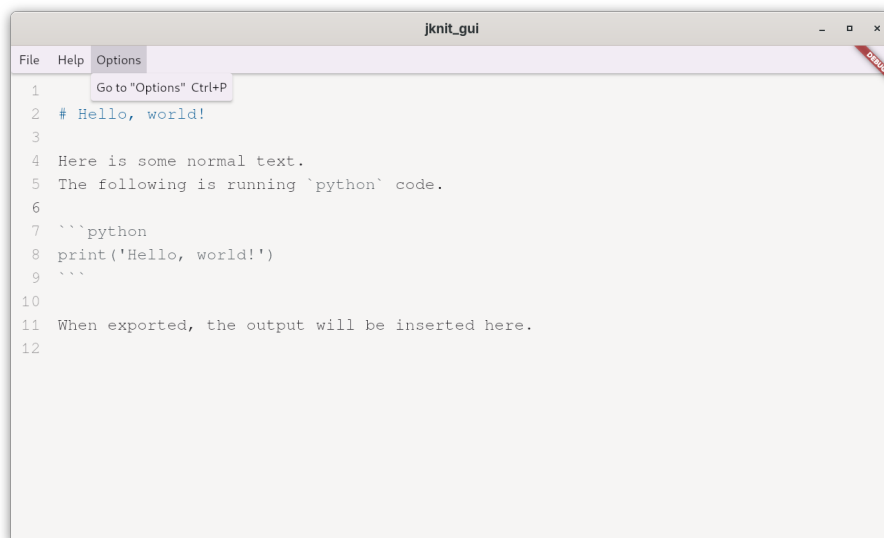 jknit_gui
File Help Options
DEBUG
Go to "Options" Ctrl+P
1
2 # Hello, world!
3
4 Here is some normal text.
5 The following is running `python` code.
6
7 ```python
8 print('Hello, world!')
9 ```
10
11 When exported, the output will be inserted here.
12